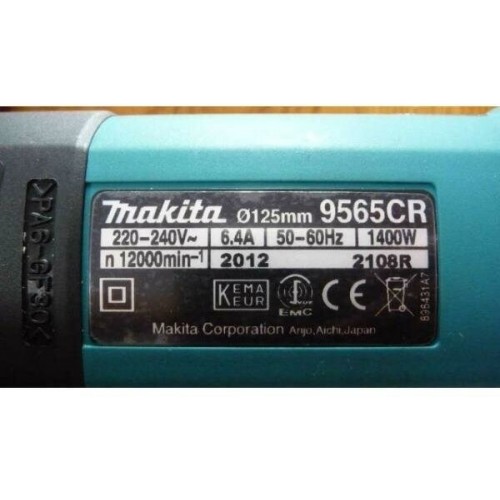 makita Ø125mm 9565CR
220-240V~ 6.4A 50-60Hz 1400W
n 12000min-1 2012 2108R
KEMA
KEUR
EMC
CE
Makita Corporation Anjo,Aichi,Japan
895431A7
>PA6-GF30<